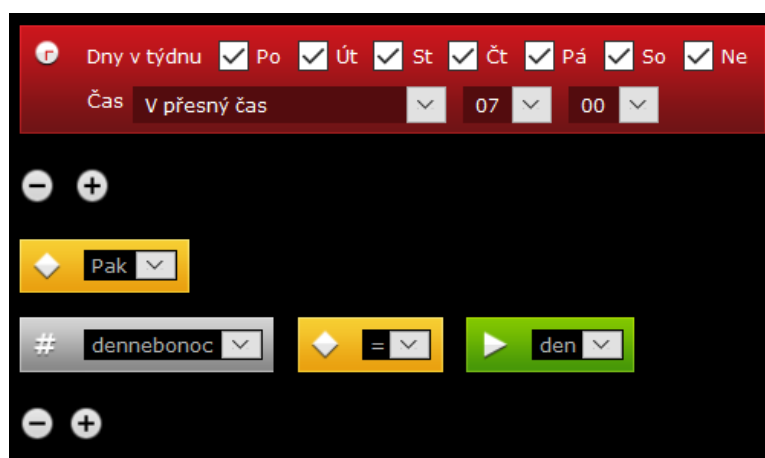 Dny v týdnu Po Út St Čt Pá So Ne
Čas V přesný čas 07 00
Pak
# dennebonoc = den